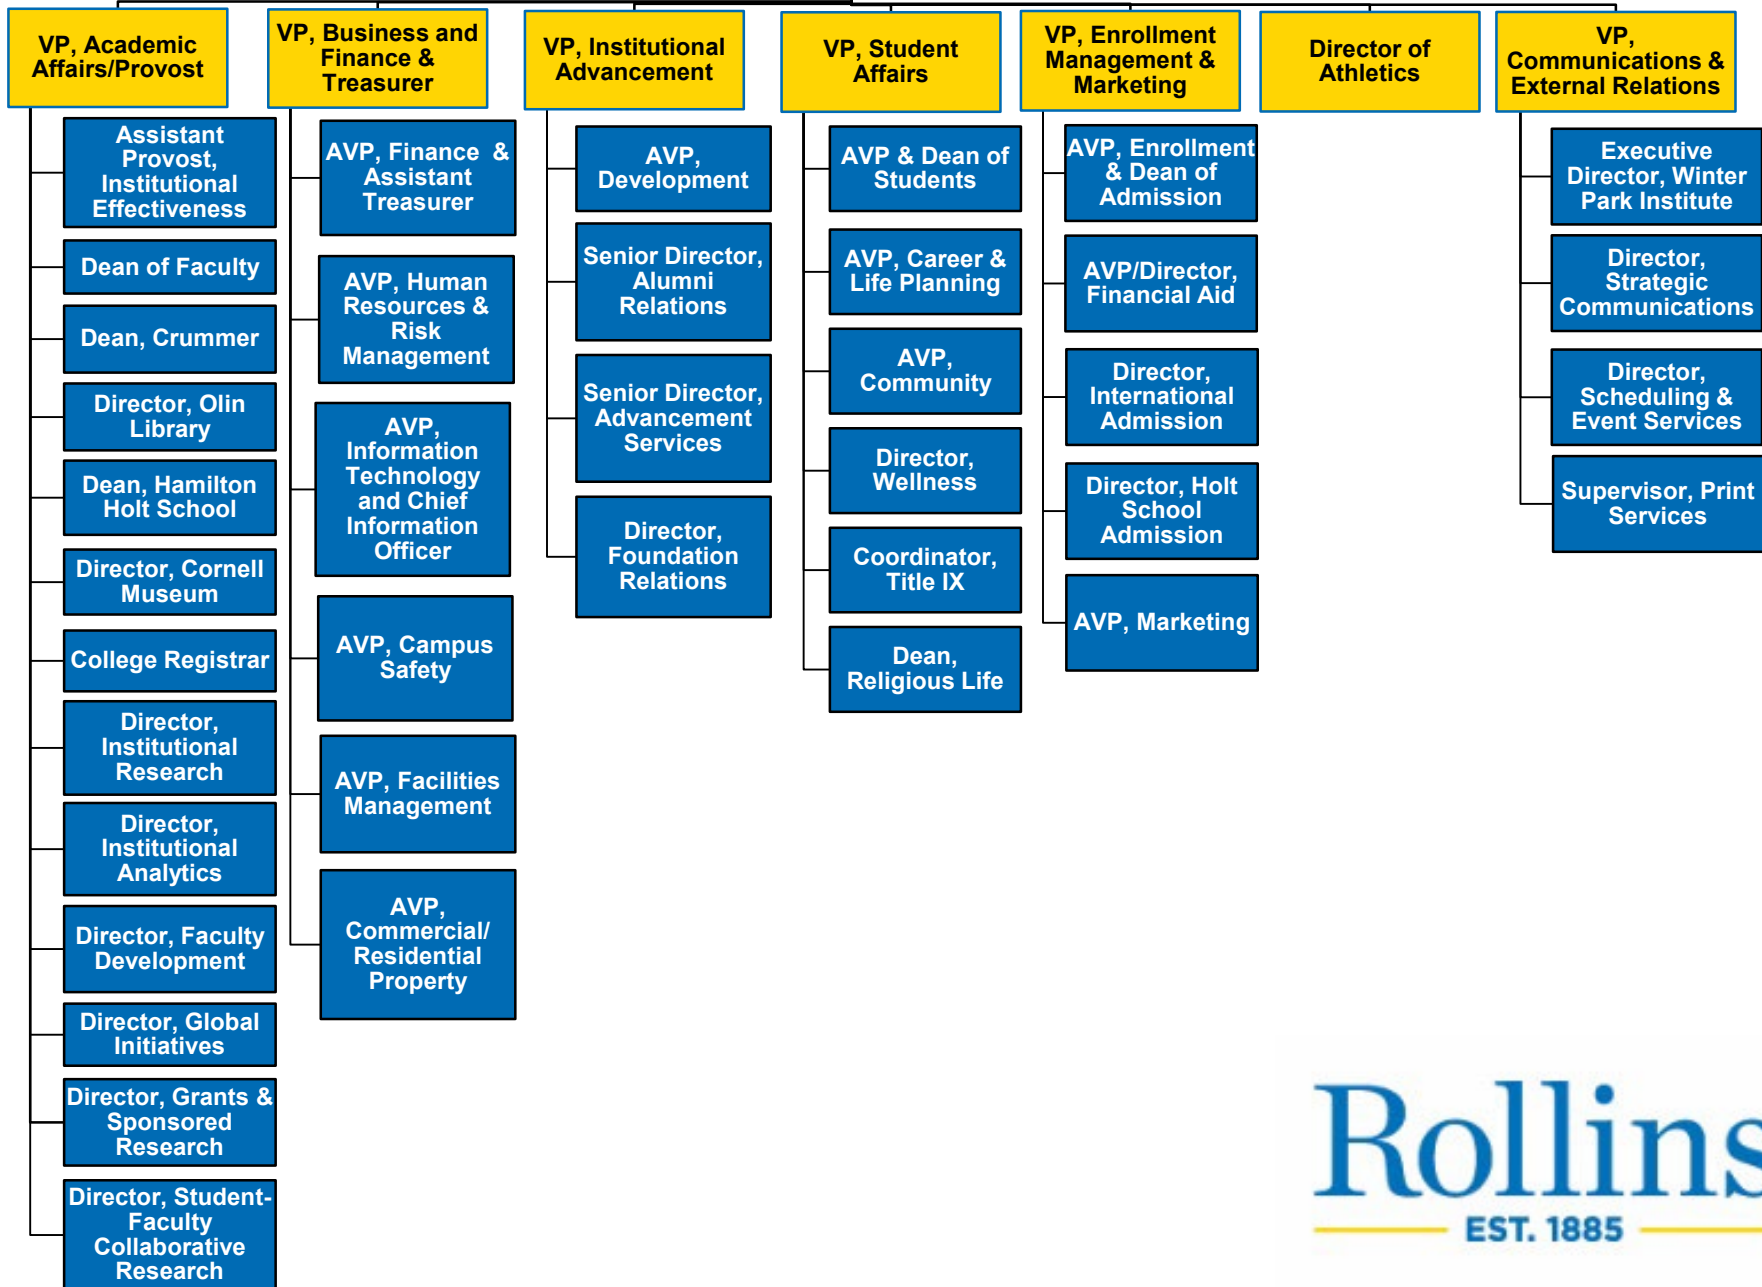 VP, Academic
Affairs/Provost
Assistant
Provost,
Institutional
Effectiveness
Dean of Faculty
Dean, Crummer
Director, Olin
Library
Dean, Hamilton
Holt School
Director, Cornell
Museum
College Registrar
Director,
Institutional
Research
Director,
Institutional
Analytics
Director, Faculty
Development
Director, Global
Initiatives
Director, Grants &
Sponsored
Research
Director, Student-
Faculty
Collaborative
Research
VP, Business and
Finance &
Treasurer
AVP, Finance &
Assistant
Treasurer
AVP, Human
Resources &
Risk
Management
AVP,
Information
Technology
and Chief
Information
Officer
AVP, Campus
Safety
AVP, Facilities
Management
AVP,
Commercial/
Residential
Property
VP, Institutional
Advancement
AVP,
Development
Senior Director,
Alumni
Relations
Senior Director,
Advancement
Services
Director,
Foundation
Relations
VP, Student
Affairs
AVP & Dean of
Students
AVP, Career &
Life Planning
AVP,
Community
Director,
Wellness
Coordinator,
Title IX
Dean,
Religious Life
VP, Enrollment
Management &
Marketing
AVP, Enrollment
& Dean of
Admission
AVP/Director,
Financial Aid
Director,
International
Admission
Director, Holt
School
Admission
AVP, Marketing
Director of
Athletics
VP,
Communications &
External Relations
Executive
Director, Winter
Park Institute
Director,
Strategic
Communications
Director,
Scheduling &
Event Services
Supervisor, Print
Services
Rollins
EST. 1885